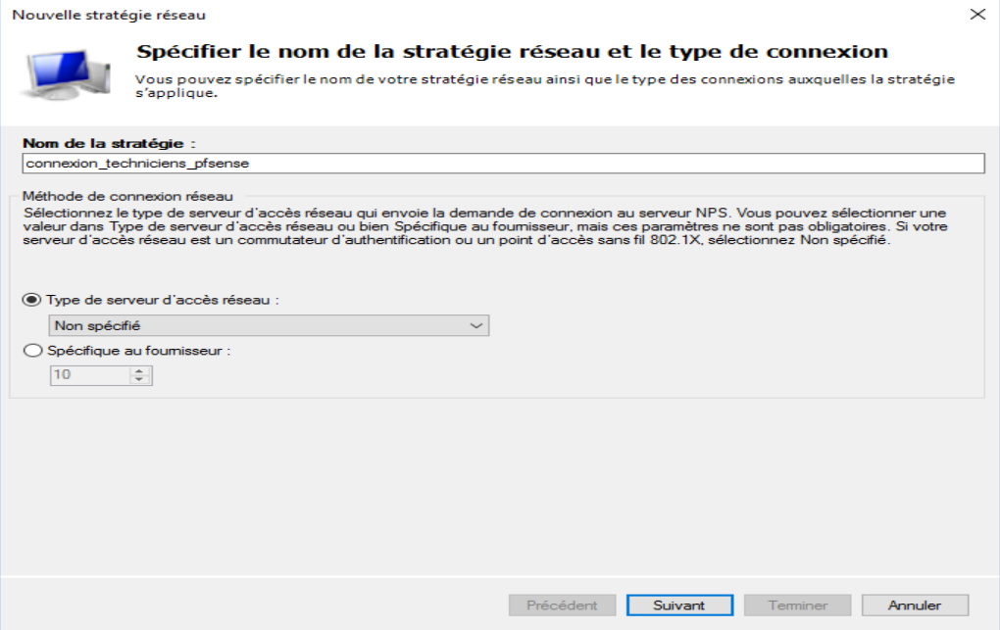 Nouvelle stratégie réseau
Spécifier le nom de la stratégie réseau et le type de connexion
Vous pouvez spécifier le nom de votre stratégie réseau ainsi que le type des connexions auxquelles la stratégie
s'applique.
Nom de la stratégie :
connexion_techniciens_pfsense
Méthode de connexion réseau
Sélectionnez le type de serveur d'accès réseau qui envoie la demande de connexion au serveur NPS. Vous pouvez sélectionner une
valeur dans Type de serveur d'accès réseau ou bien Spécifique au fournisseur, mais ces paramètres ne sont pas obligatoires. Si votre
serveur d'accès réseau est un commutateur d'authentification ou un point d'accès sans fil 802.1X, sélectionnez Non spécifié.
Type de serveur d'accès réseau :
Non spécifié
Spécifique au fournisseur :
10
Précédent Suivant Terminer Annuler